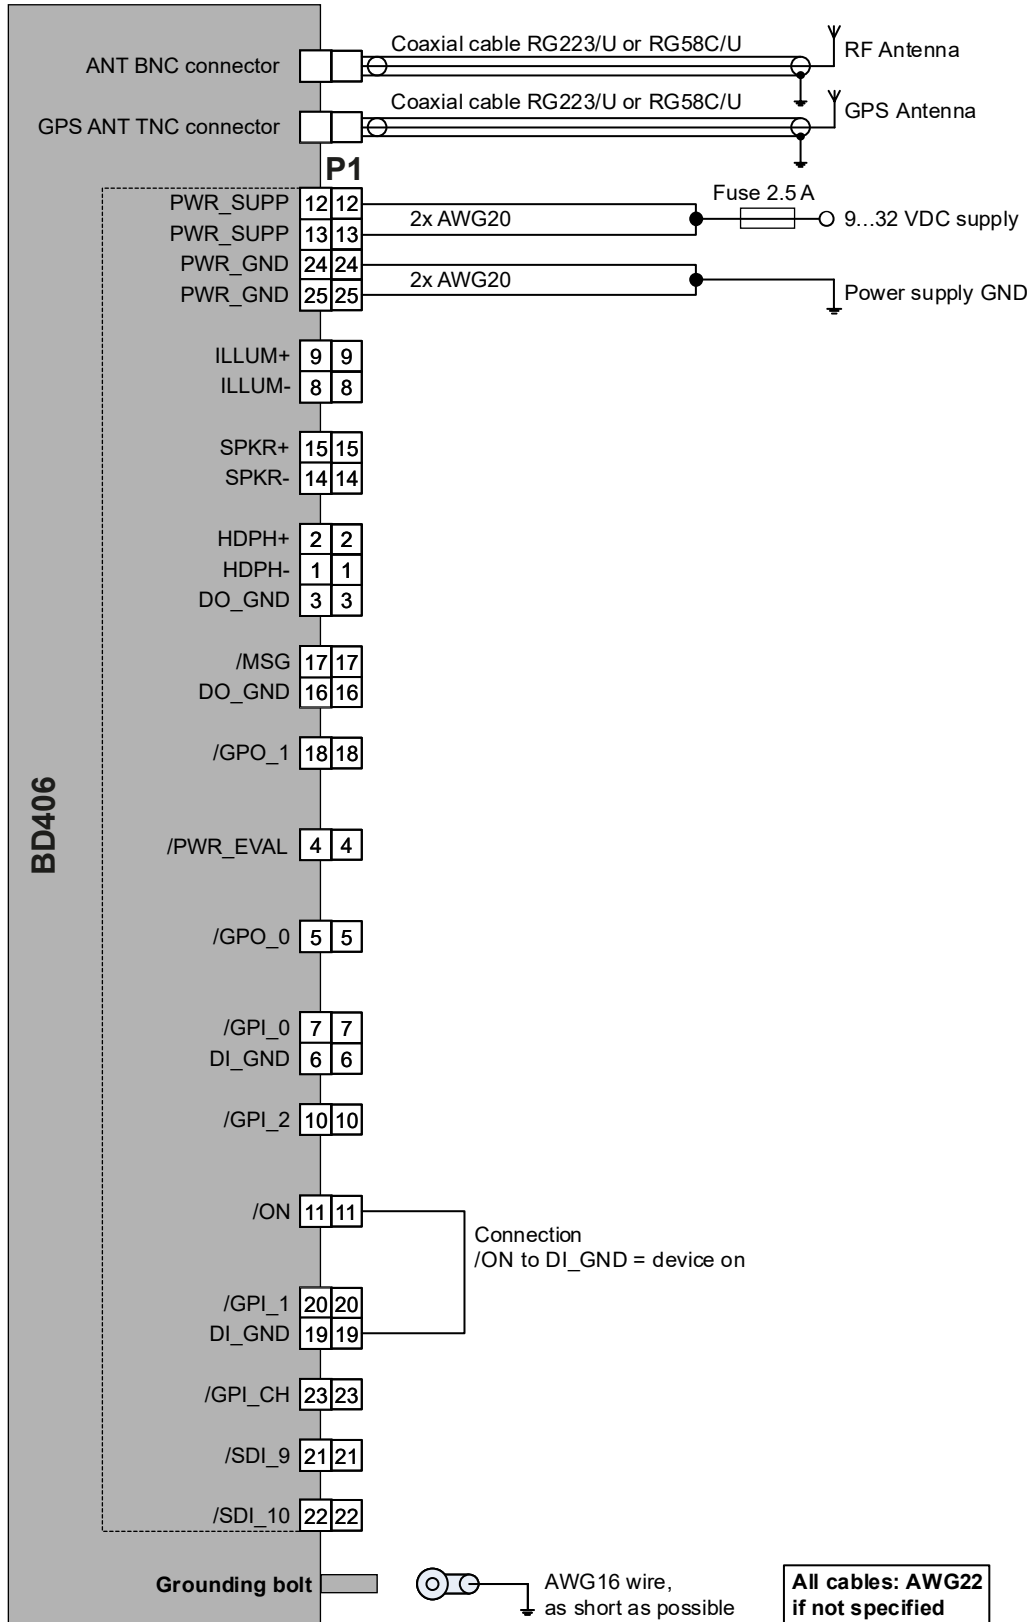 ANT BNC connector
Coaxial cable RG223/U or RG58C/U
RF Antenna
GPS ANT TNC connector
Coaxial cable RG223/U or RG58C/U
GPS Antenna
P1
PWR_SUPP 12 12
PWR_SUPP 13 13
2x AWG20
Fuse 2.5 A
9...32 VDC supply
PWR_GND 24 24
PWR_GND 25 25
2x AWG20
Power supply GND
ILLUM+ 9 9
ILLUM- 8 8
SPKR+ 15 15
SPKR- 14 14
HDPH+ 2 2
HDPH- 1 1
DO_GND 3 3
/MSG 17 17
DO_GND 16 16
/GPO_1 18 18
BD406
/PWR_EVAL 4 4
/GPO_0 5 5
/GPI_0 7 7
DI_GND 6 6
/GPI_2 10 10
/ON 11 11
Connection
/ON to DI_GND = device on
/GPI_1 20 20
DI_GND 19 19
/GPI_CH 23 23
/SDI_9 21 21
/SDI_10 22 22
Grounding bolt
AWG16 wire,
as short as possible
All cables: AWG22
if not specified